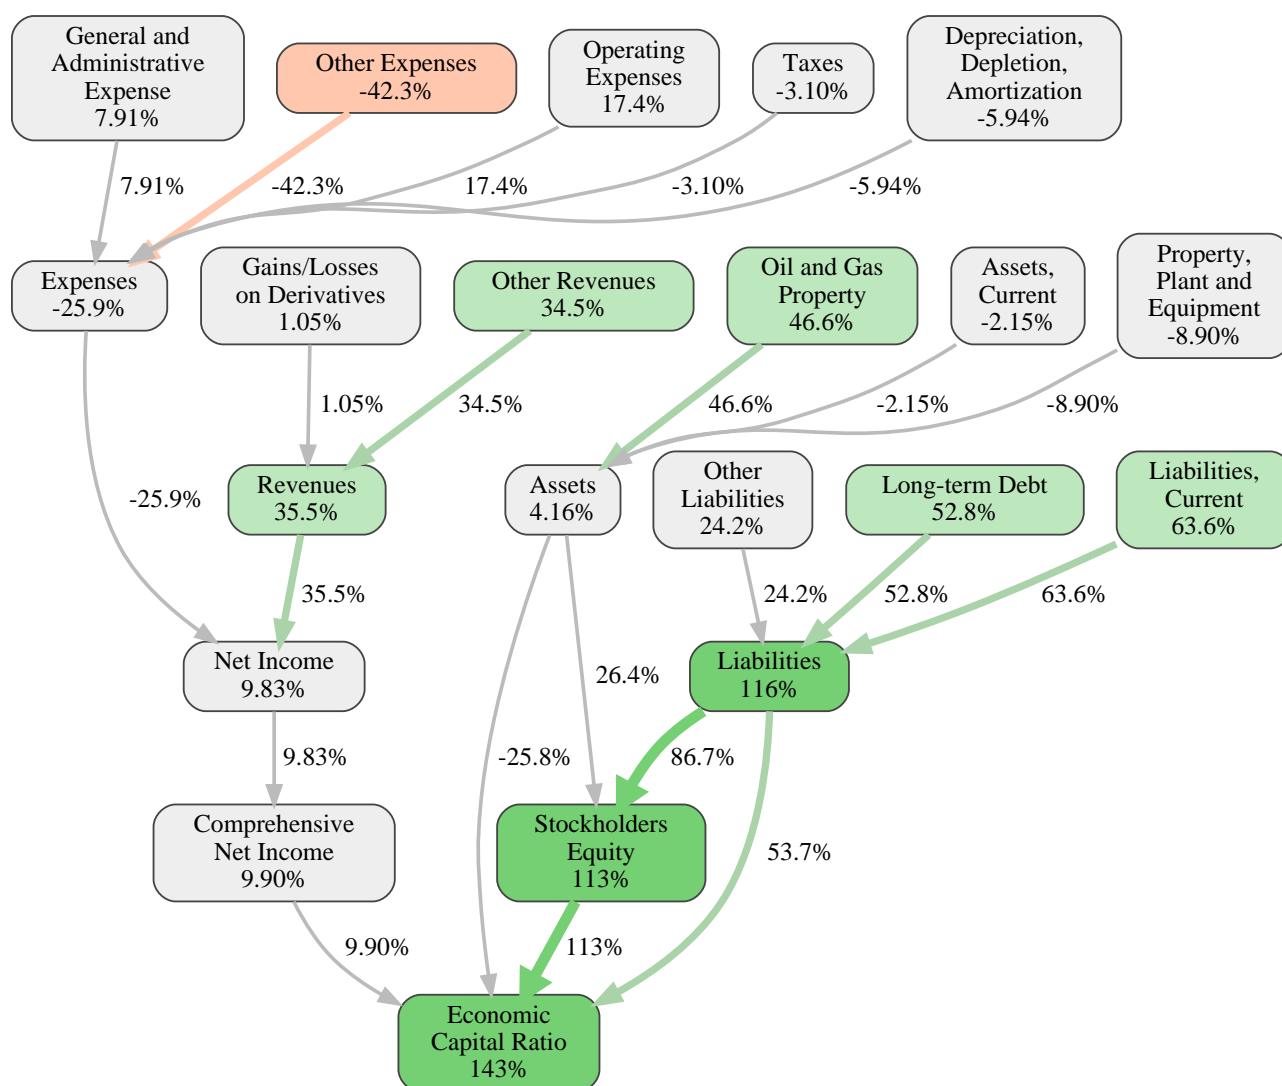 General and
Administrative
Expense
7.91%
Other Expenses
-42.3%
Operating
Expenses
17.4%
Taxes
-3.10%
Depreciation,
Depletion,
Amortization
-5.94%
7.91%
-42.3%
17.4%
-3.10%
-5.94%
Expenses
-25.9%
Gains/Losses
on Derivatives
1.05%
Other Revenues
34.5%
Oil and Gas
Property
46.6%
Assets,
Current
-2.15%
Property,
Plant and
Equipment
-8.90%
1.05%
34.5%
46.6%
-2.15%
-8.90%
-25.9%
Revenues
35.5%
Assets
4.16%
Other
Liabilities
24.2%
Long-term Debt
52.8%
Liabilities,
Current
63.6%
35.5%
24.2%
52.8%
63.6%
Net Income
9.83%
26.4%
Liabilities
116%
9.83%
-25.8%
86.7%
Comprehensive
Net Income
9.90%
Stockholders
Equity
113%
53.7%
9.90%
113%
Economic
Capital Ratio
143%